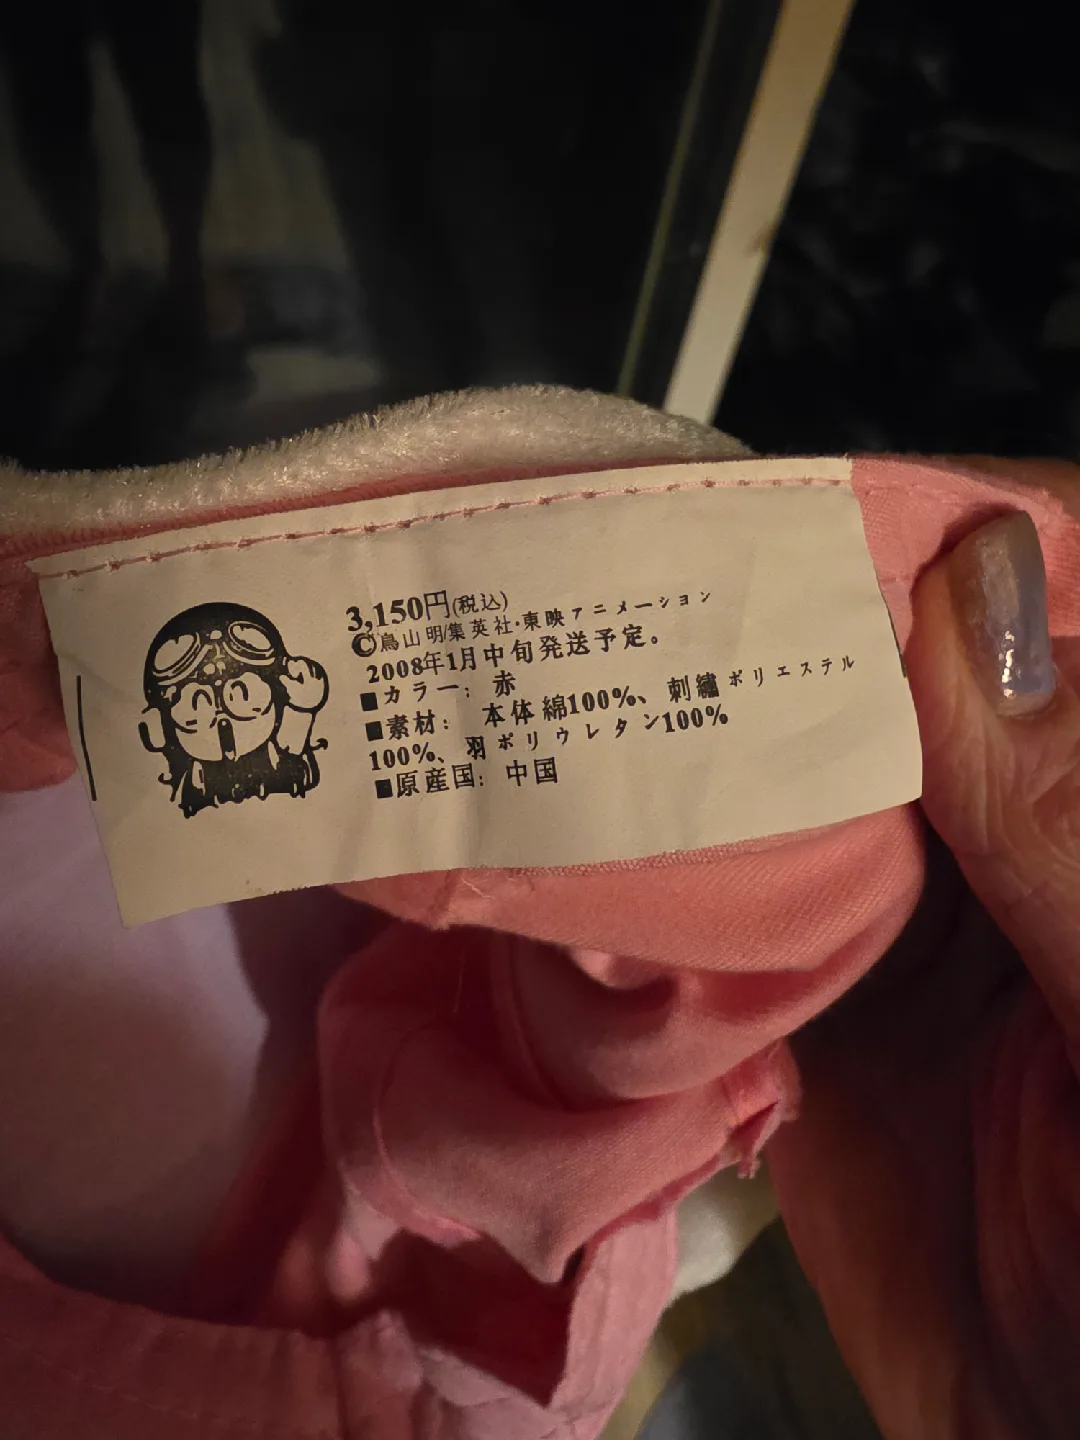 3,150円(税込)
©鳥山明/集英社・東映アニメーション
2008年1月中旬発送予定。
■カラー：赤
■素材：本体 綿100%、刺繍 ポリエステル
100%、羽 ポリウレタン100%
■原産国：中国